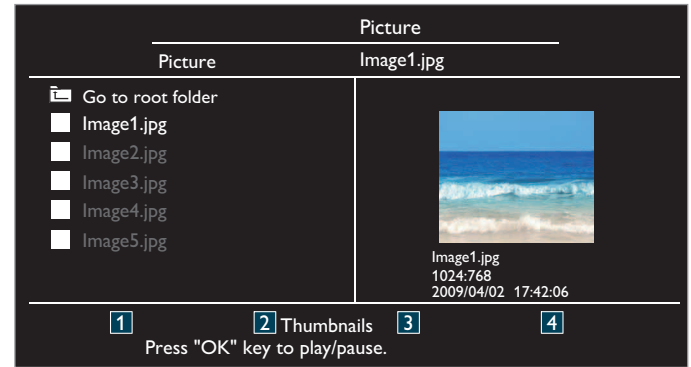 Picture
Picture
Image1.jpg
Go to root folder
Image1.jpg
Image2.jpg
Image3.jpg
Image4.jpg
Image5.jpg
Image1.jpg
1024:768
2009/04/02 17:42:06
1 2 Thumbnails 3 4
Press "OK" key to play/pause.